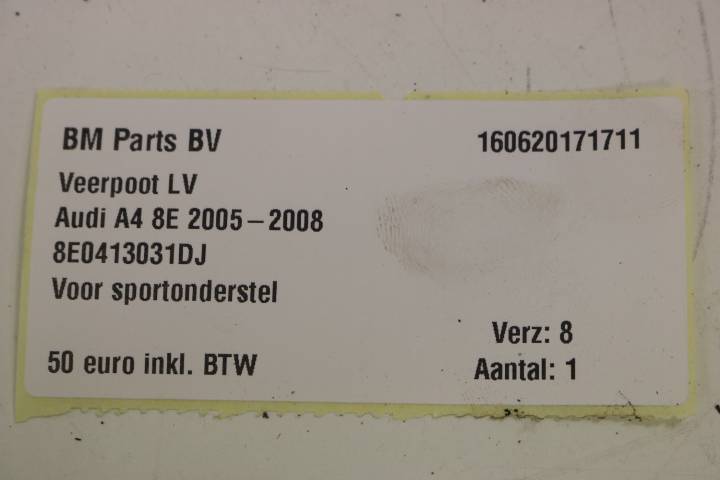 BM Parts BV 160620171711
Veerpoot LV
Audi A4 8E 2005-2008
8E0413031DJ
Voor sportonderstel
Verz: 8
50 euro inkl. BTW Aantal: 1